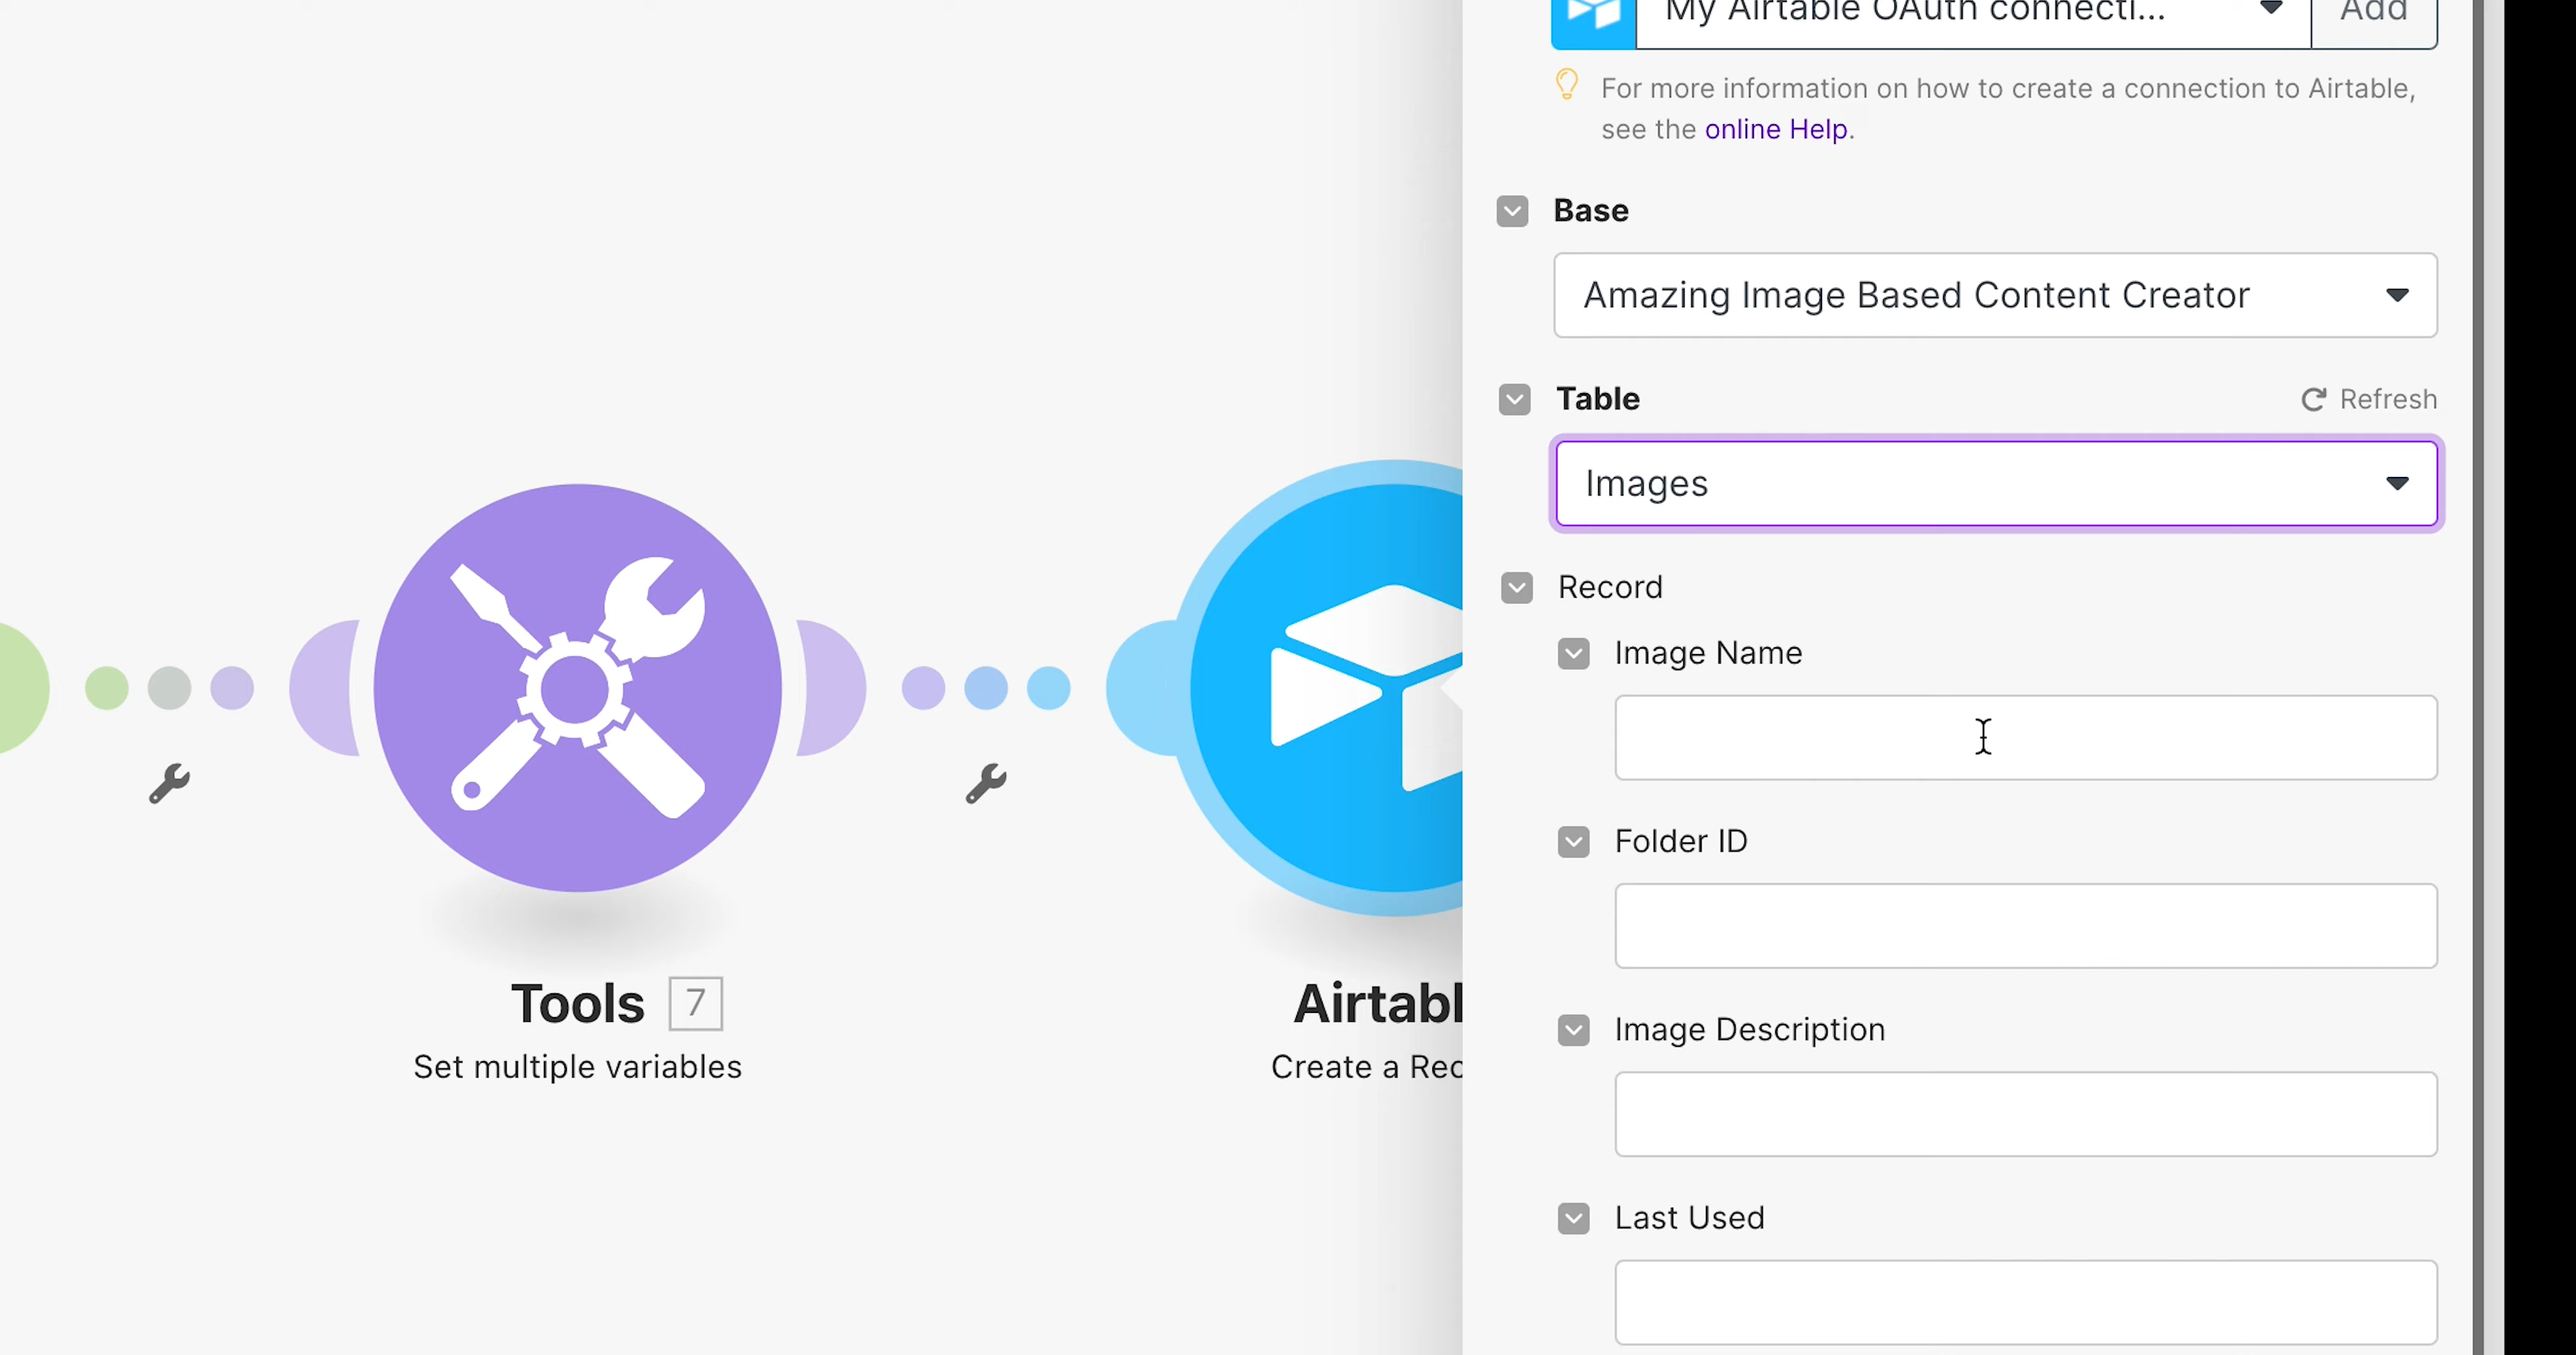 My Airtable OAuth connecti...
Add
For more information on how to create a connection to Airtable,
see the online Help.
Base
Amazing Image Based Content Creator
Table
Refresh
Images
Record
Image Name
Folder ID
Image Description
Last Used
Tools 7
Set multiple variables
Airtabl
Create a Rec